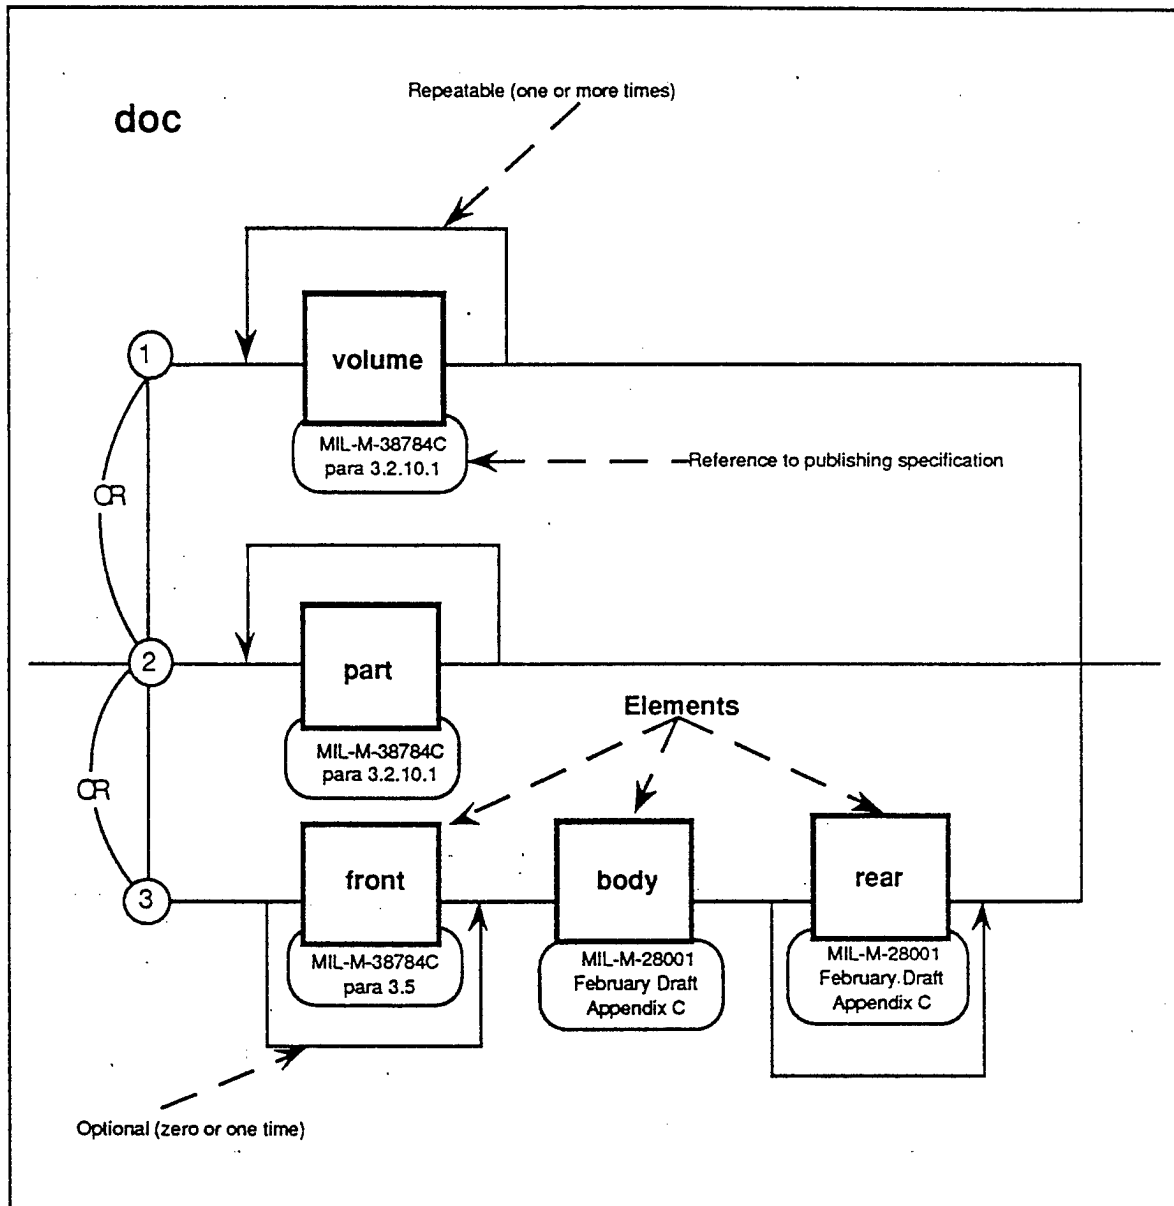 Repeatable (one or more times)
doc
1
volume
MIL-M-38784C
para 3.2.10.1
Reference to publishing specification
OR
2
part
MIL-M-38784C
para 3.2.10.1
Elements
OR
3
front
MIL-M-38784C
para 3.5
body
MIL-M-28001
February Draft
Appendix C
rear
MIL-M-28001
February.Draft
Appendix C
Optional (zero or one time)